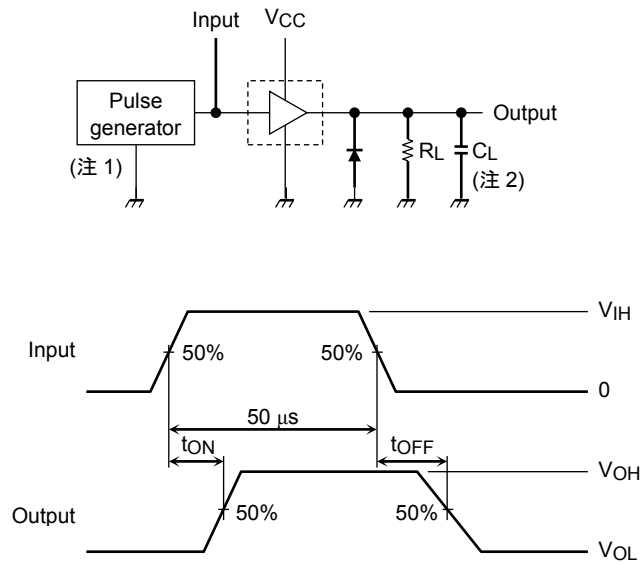 Input
VCC
Pulse
generator
(注 1)
Output
RL
CL
(注 2)
Input
50%
50%
VIH
0
50 μs
tON
tOFF
Output
50%
50%
VOH
VOL